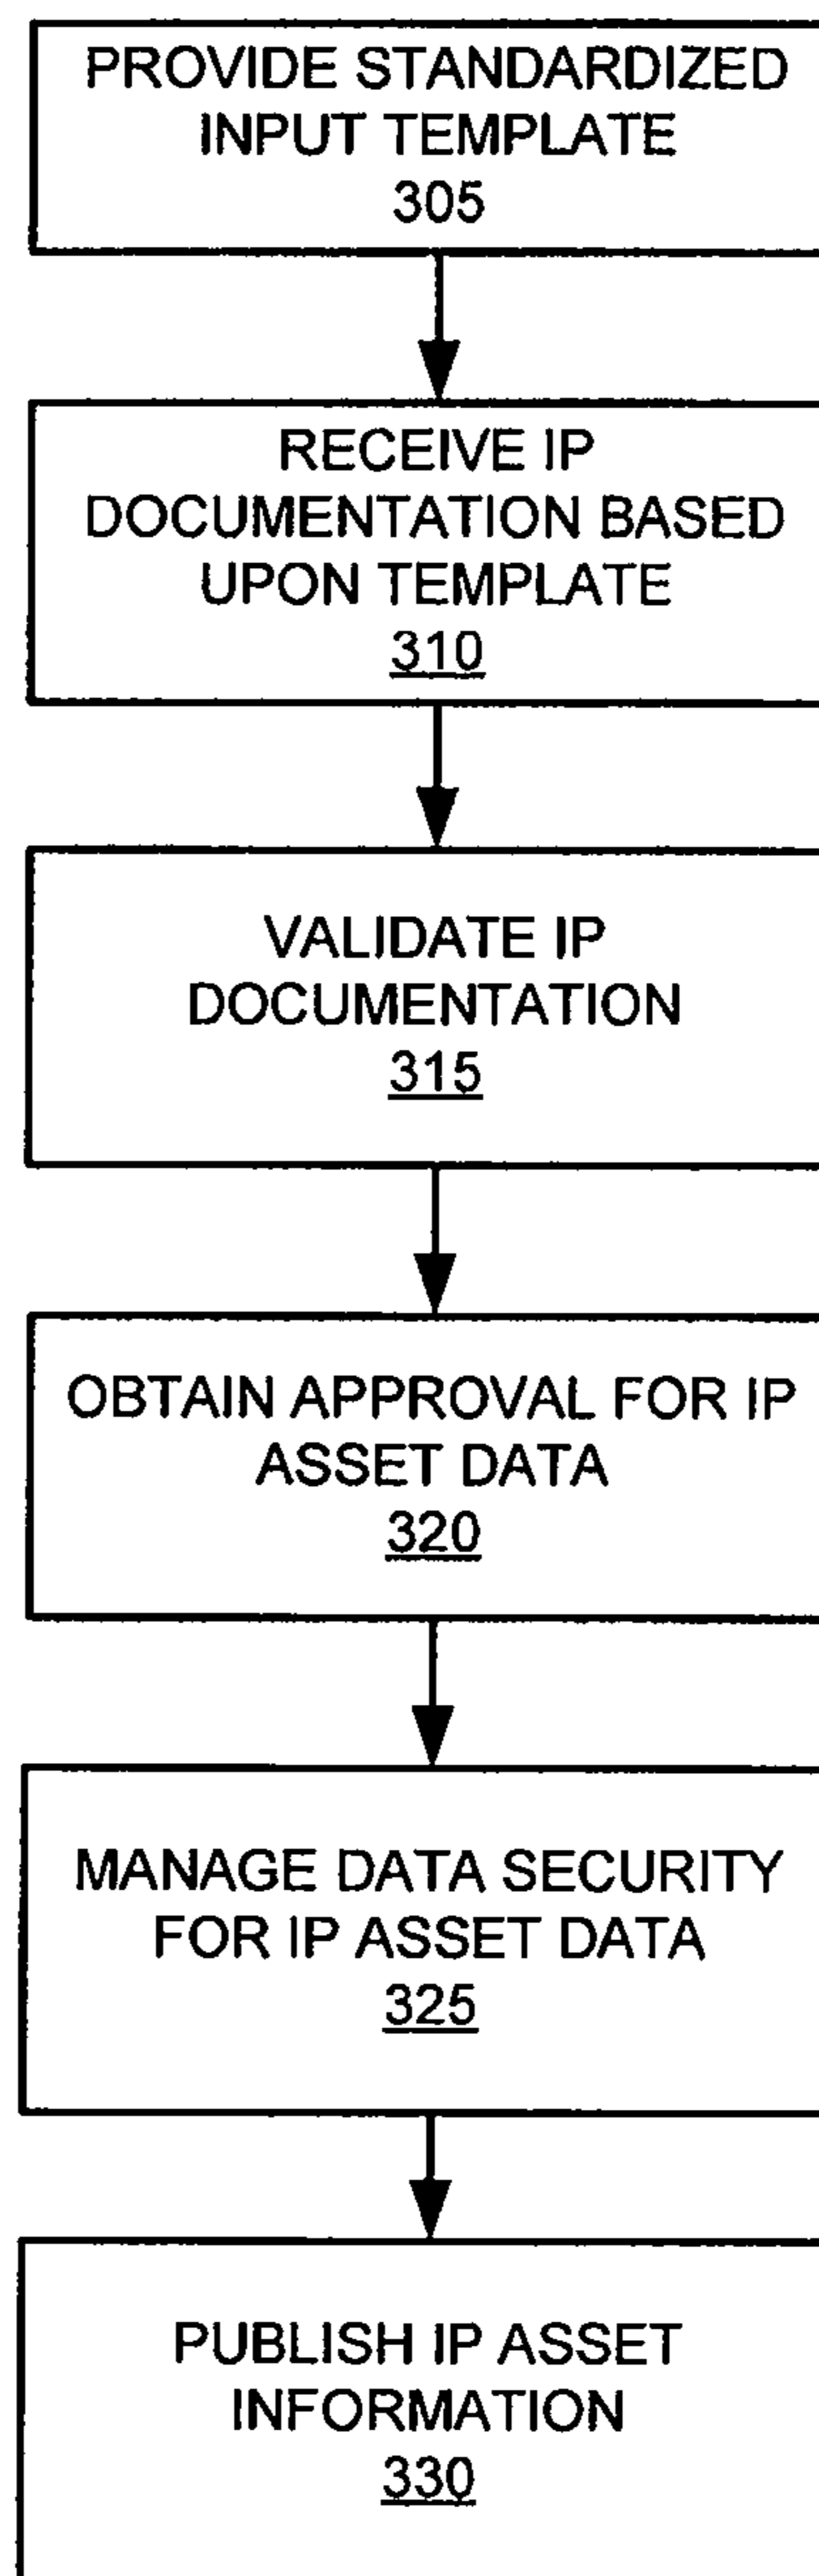 PROVIDE STANDARDIZED
INPUT TEMPLATE
305
RECEIVE IP
DOCUMENTATION BASED
UPON TEMPLATE
310
VALIDATE IP
DOCUMENTATION
315
OBTAIN APPROVAL FOR IP
ASSET DATA
320
MANAGE DATA SECURITY
FOR IP ASSET DATA
325
PUBLISH IP ASSET
INFORMATION
330